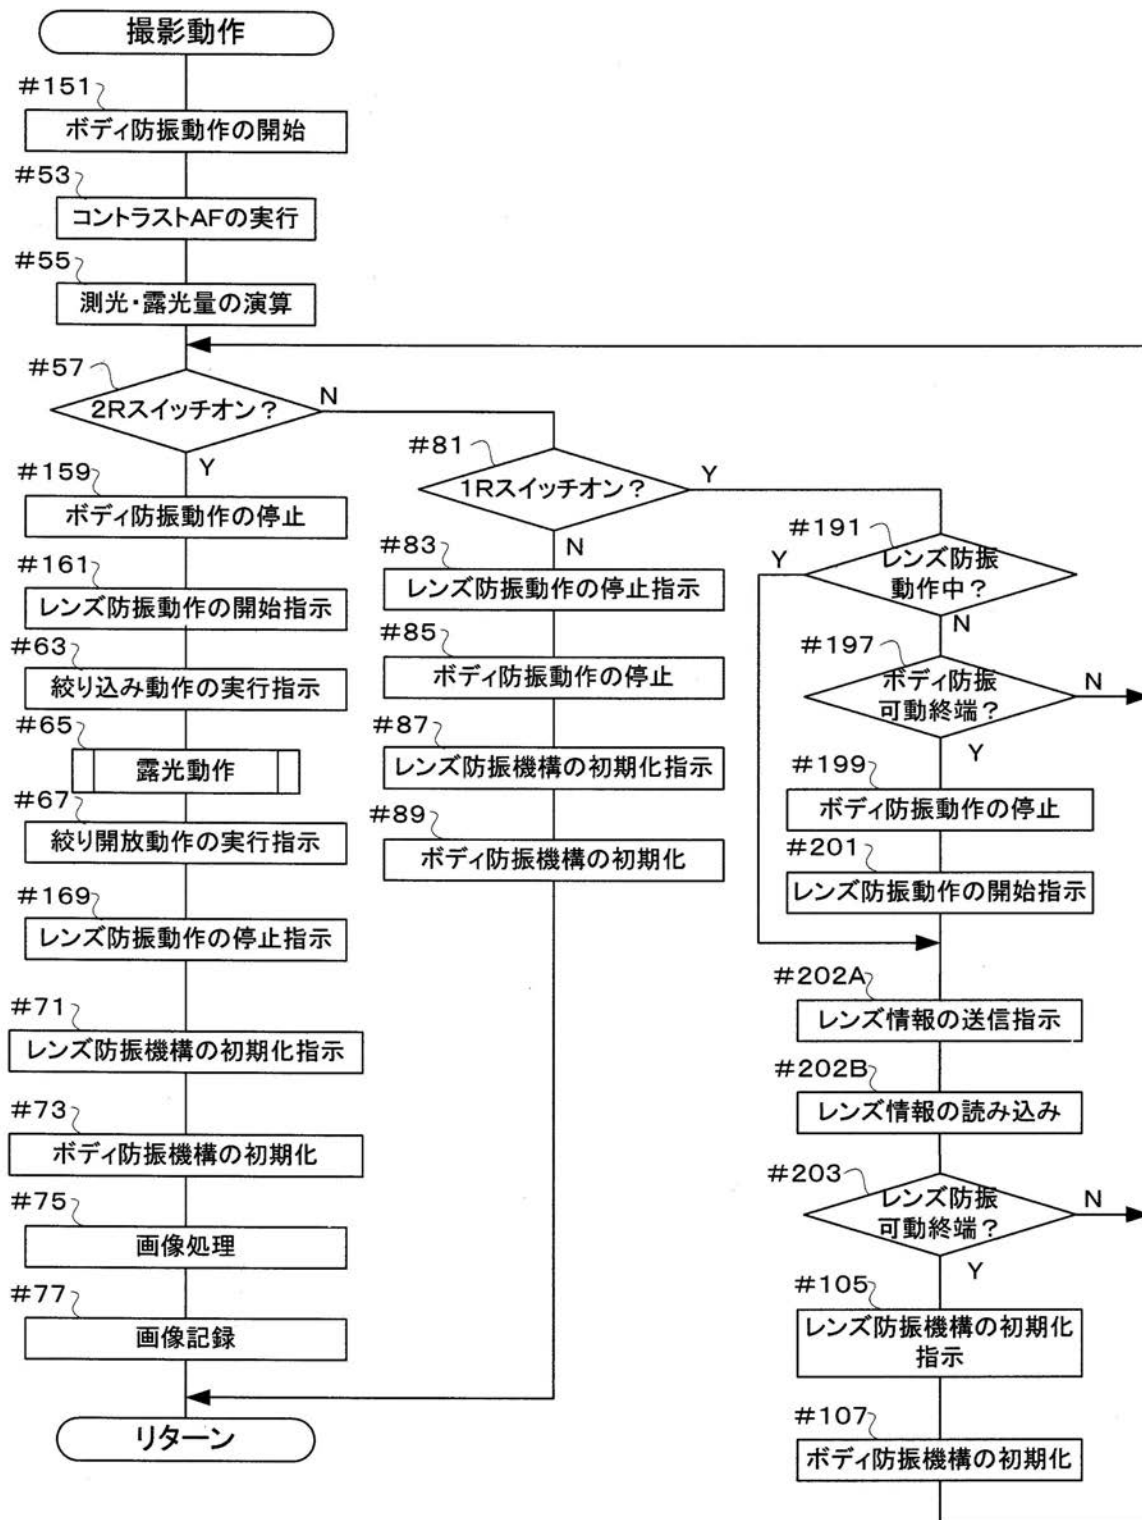 撮影動作
#151
ボディ防振動作の開始
#53
コントラストAFの実行
#55
測光・露光量の演算
#57
2Rスイッチオン?
N
Y
#159
ボディ防振動作の停止
#161
レンズ防振動作の開始指示
#63
絞り込み動作の実行指示
#65
露光動作
#67
絞り開放動作の実行指示
#169
レンズ防振動作の停止指示
#71
レンズ防振機構の初期化指示
#73
ボディ防振機構の初期化
#75
画像処理
#77
画像記録
リターン
#81
1Rスイッチオン?
Y
N
#83
レンズ防振動作の停止指示
#85
ボディ防振動作の停止
#87
レンズ防振機構の初期化指示
#89
ボディ防振機構の初期化
#191
レンズ防振
動作中?
Y
N
#197
ボディ防振
可動終端?
N
Y
#199
ボディ防振動作の停止
#201
レンズ防振動作の開始指示
#202A
レンズ情報の送信指示
#202B
レンズ情報の読み込み
#203
レンズ防振
可動終端?
N
Y
#105
レンズ防振機構の初期化
指示
#107
ボディ防振機構の初期化